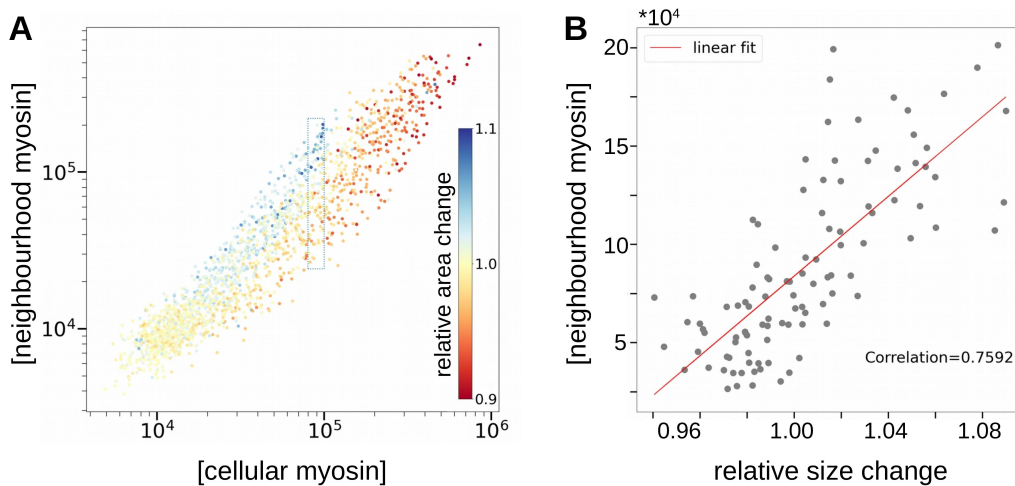 A
[neighbourhood myosin]
10⁵
10⁴
10⁴
10⁵
10⁶
[cellular myosin]
relative area change
1.1
1.0
0.9
B
*10⁴
[neighbourhood myosin]
20
15
10
5
linear fit
Correlation=0.7592
0.96
1.00
1.04
1.08
relative size change